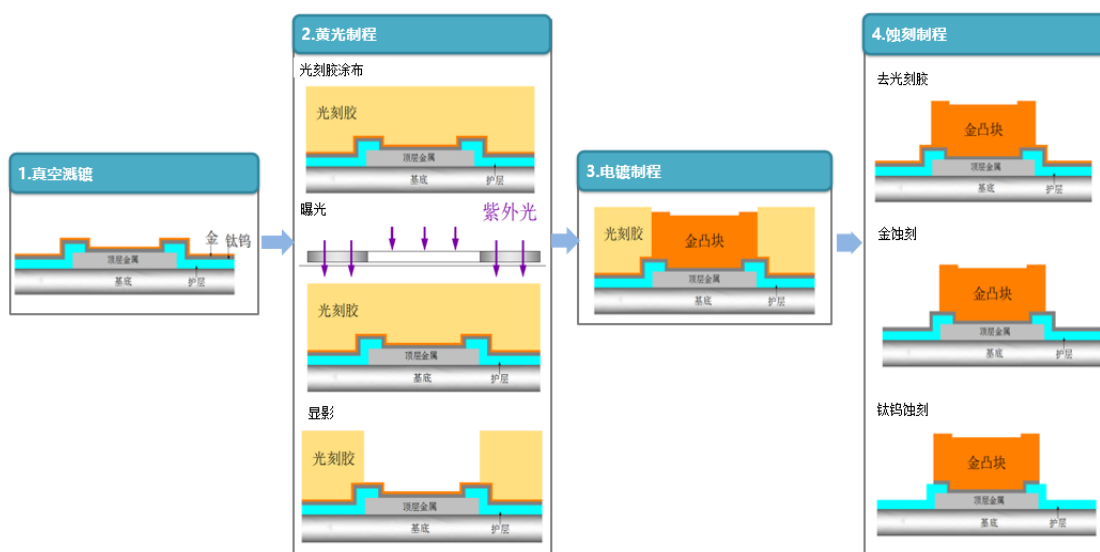 1.真空溅镀
金
钛钨
顶层金属
基底
护层
2.黄光制程
光刻胶涂布
光刻胶
顶层金属
基底
护层
曝光
紫外光
光刻胶
顶层金属
基底
护层
显影
光刻胶
顶层金属
基底
护层
3.电镀制程
光刻胶
金凸块
顶层金属
基底
护层
4.蚀刻制程
去光刻胶
金凸块
顶层金属
基底
护层
金蚀刻
金凸块
顶层金属
基底
护层
钛钨蚀刻
金凸块
顶层金属
基底
护层